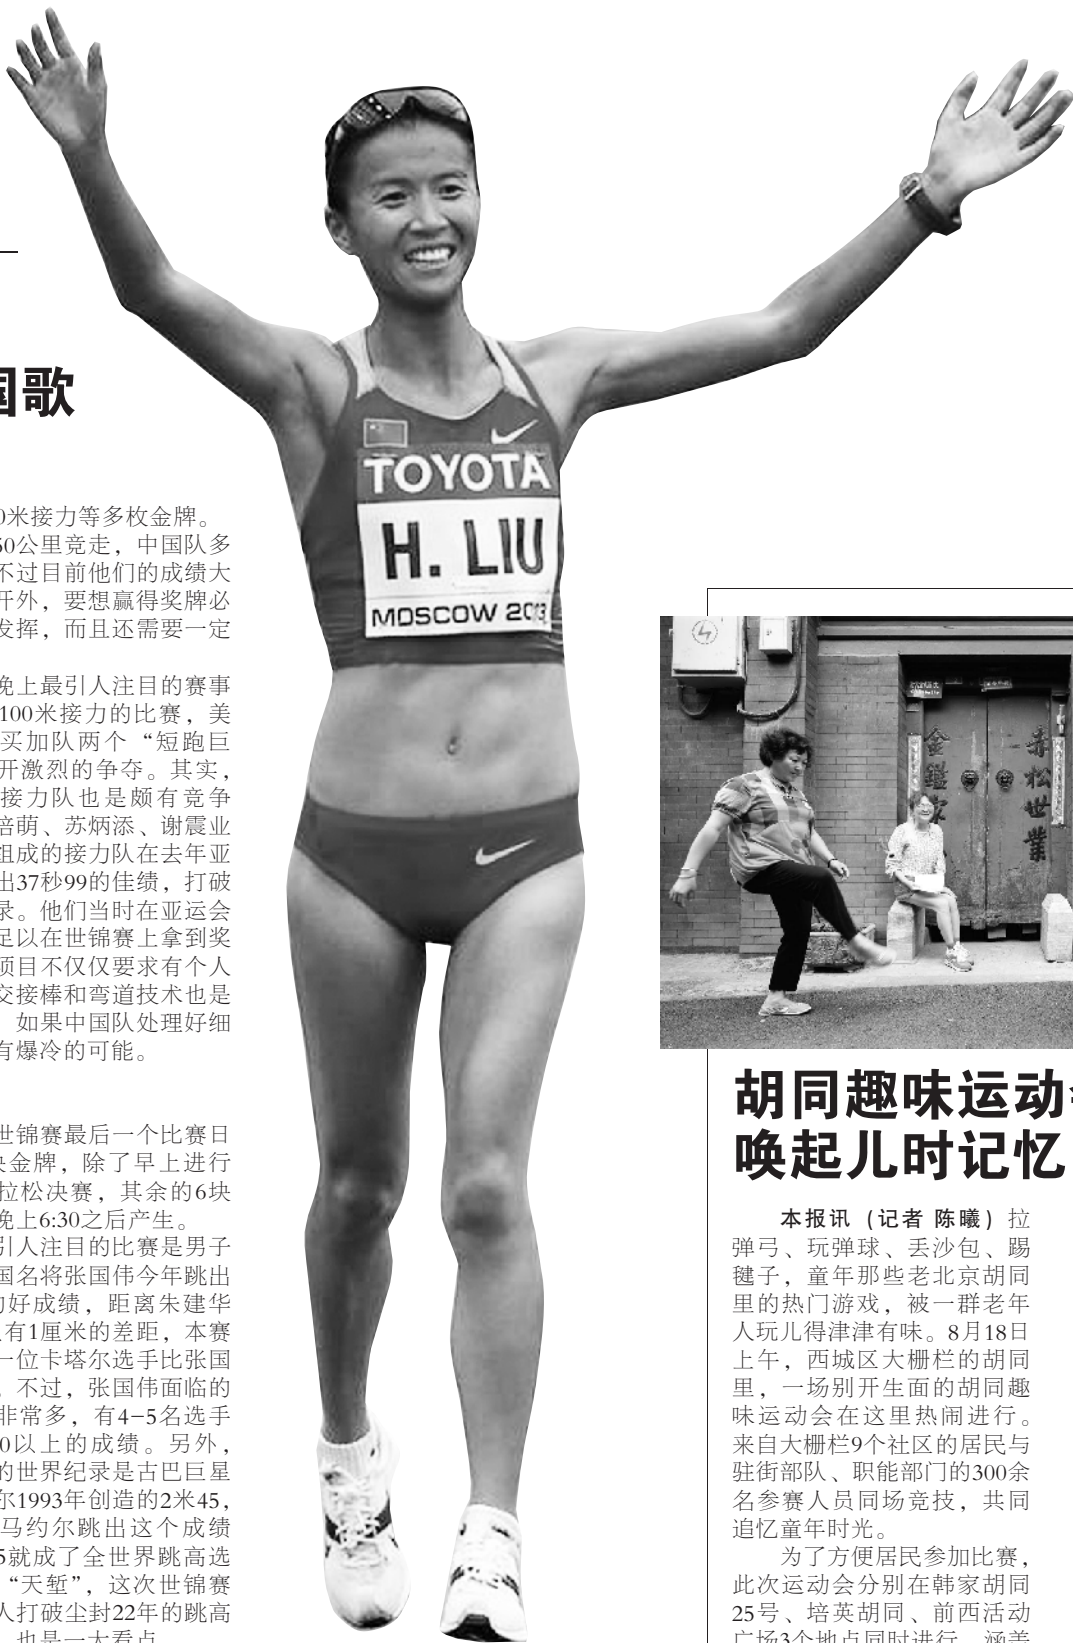 国歌
0米接力等多枚金牌。
50公里竞走，中国队多
不过目前他们的成绩大
开外，要想赢得奖牌必
发挥，而且还需要一定
晚上最引人注目的赛事
100米接力的比赛，美
买加队两个“短跑巨
开激烈的争夺。其实，
接力队也是颇有竞争
培萌、苏炳添、谢震业
组成的接力队在去年亚
出37秒99的佳绩，打破
录。他们当时在亚运会
足以在世锦赛上拿到奖
项目不仅仅要求有个人
交接棒和弯道技术也是
如果中国队处理好细
有爆冷的可能。
世锦赛最后一个比赛日
块金牌，除了早上进行
拉松决赛，其余的6块
晚上6:30之后产生。
引人注目的比赛是男子
国名将张国伟今年跳出
的好成绩，距离朱建华
有1厘米的差距，本赛
一位卡塔尔选手比张国
。不过，张国伟面临的
非常多，有4-5名选手
0以上的成绩。另外，
的世界纪录是古巴巨星
尔1993年创造的2米45，
马约尔跳出这个成绩
5就成了全世界跳高选
“天堑”，这次世锦赛
人打破尘封22年的跳高
也是一大看点
TOYOTA
H. LIU
MOSCOW 2013
金鑑家
赤松世業
胡同趣味运动会
唤起儿时记忆
本报讯（记者 陈曦）拉
弹弓、玩弹球、丢沙包、踢
毽子，童年那些老北京胡同
里的热门游戏，被一群老年
人玩儿得津津有味。8月18日
上午，西城区大栅栏的胡同
里，一场别开生面的胡同趣
味运动会在这里热闹进行。
来自大栅栏9个社区的居民与
驻街部队、职能部门的300余
名参赛人员同场竞技，共同
追忆童年时光。
为了方便居民参加比赛，
此次运动会分别在韩家胡同
25号、培英胡同、前西活动
广场3个地点同时进行，涵盖